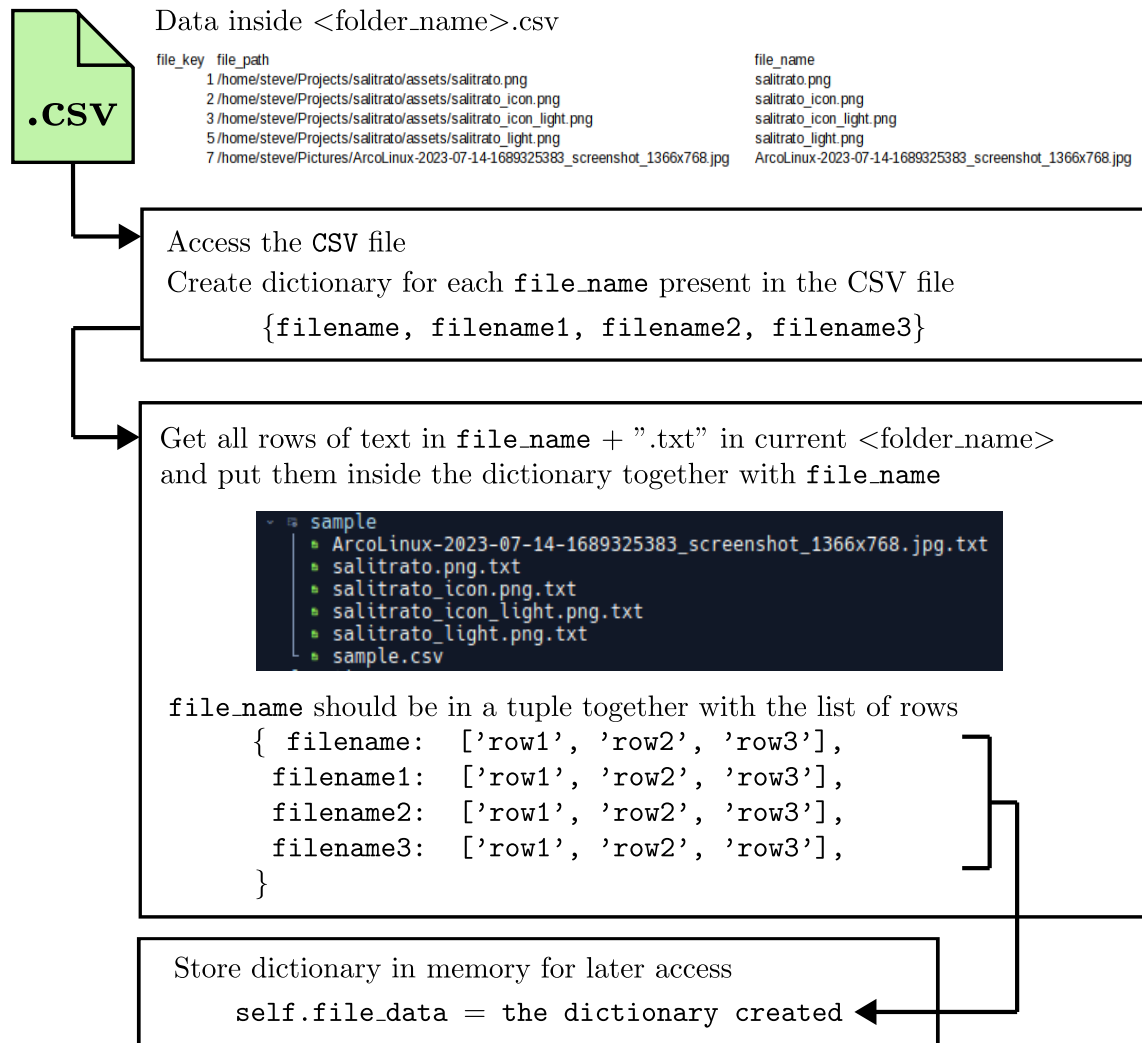 Data inside <folder_name>.csv
.csv
file_key file_path file_name
1 /home/steve/Projects/salitrato/assets/salitrato.png salitrato.png
2 /home/steve/Projects/salitrato/assets/salitrato_icon.png salitrato_icon.png
3 /home/steve/Projects/salitrato/assets/salitrato_icon_light.png salitrato_icon_light.png
5 /home/steve/Projects/salitrato/assets/salitrato_light.png salitrato_light.png
7 /home/steve/Pictures/ArcoLinux-2023-07-14-1689325383_screenshot_1366x768.jpg ArcoLinux-2023-07-14-1689325383_screenshot_1366x768.jpg
Access the CSV file
Create dictionary for each file_name present in the CSV file
{filename, filename1, filename2, filename3}
Get all rows of text in file_name + ”.txt” in current <folder_name>
and put them inside the dictionary together with file_name
sample
ArcoLinux-2023-07-14-1689325383_screenshot_1366x768.jpg.txt
salitrato.png.txt
salitrato_icon.png.txt
salitrato_icon_light.png.txt
salitrato_light.png.txt
sample.csv
file_name should be in a tuple together with the list of rows
{ filename: [’row1’, ’row2’, ’row3’],
filename1: [’row1’, ’row2’, ’row3’],
filename2: [’row1’, ’row2’, ’row3’],
filename3: [’row1’, ’row2’, ’row3’],
}
Store dictionary in memory for later access
self.file_data = the dictionary created